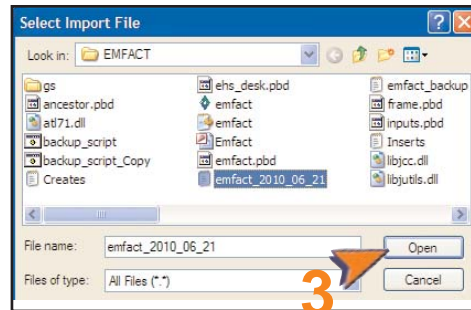 Select Import File
Look in: EMFACT
gs
ancestor.pbd
atl71.dll
backup_script
backup_script_Copy
Creates
ehs_desk.pbd
emfact
emfact
Emfact
emfact.pbd
emfact_2010_06_21
emfact_backup
frame.pbd
inputs.pbd
Inserts
libjcc.dll
libjutils.dll
File name: emfact_2010_06_21 Open
Files of type: All Files (*.*) Cancel
3